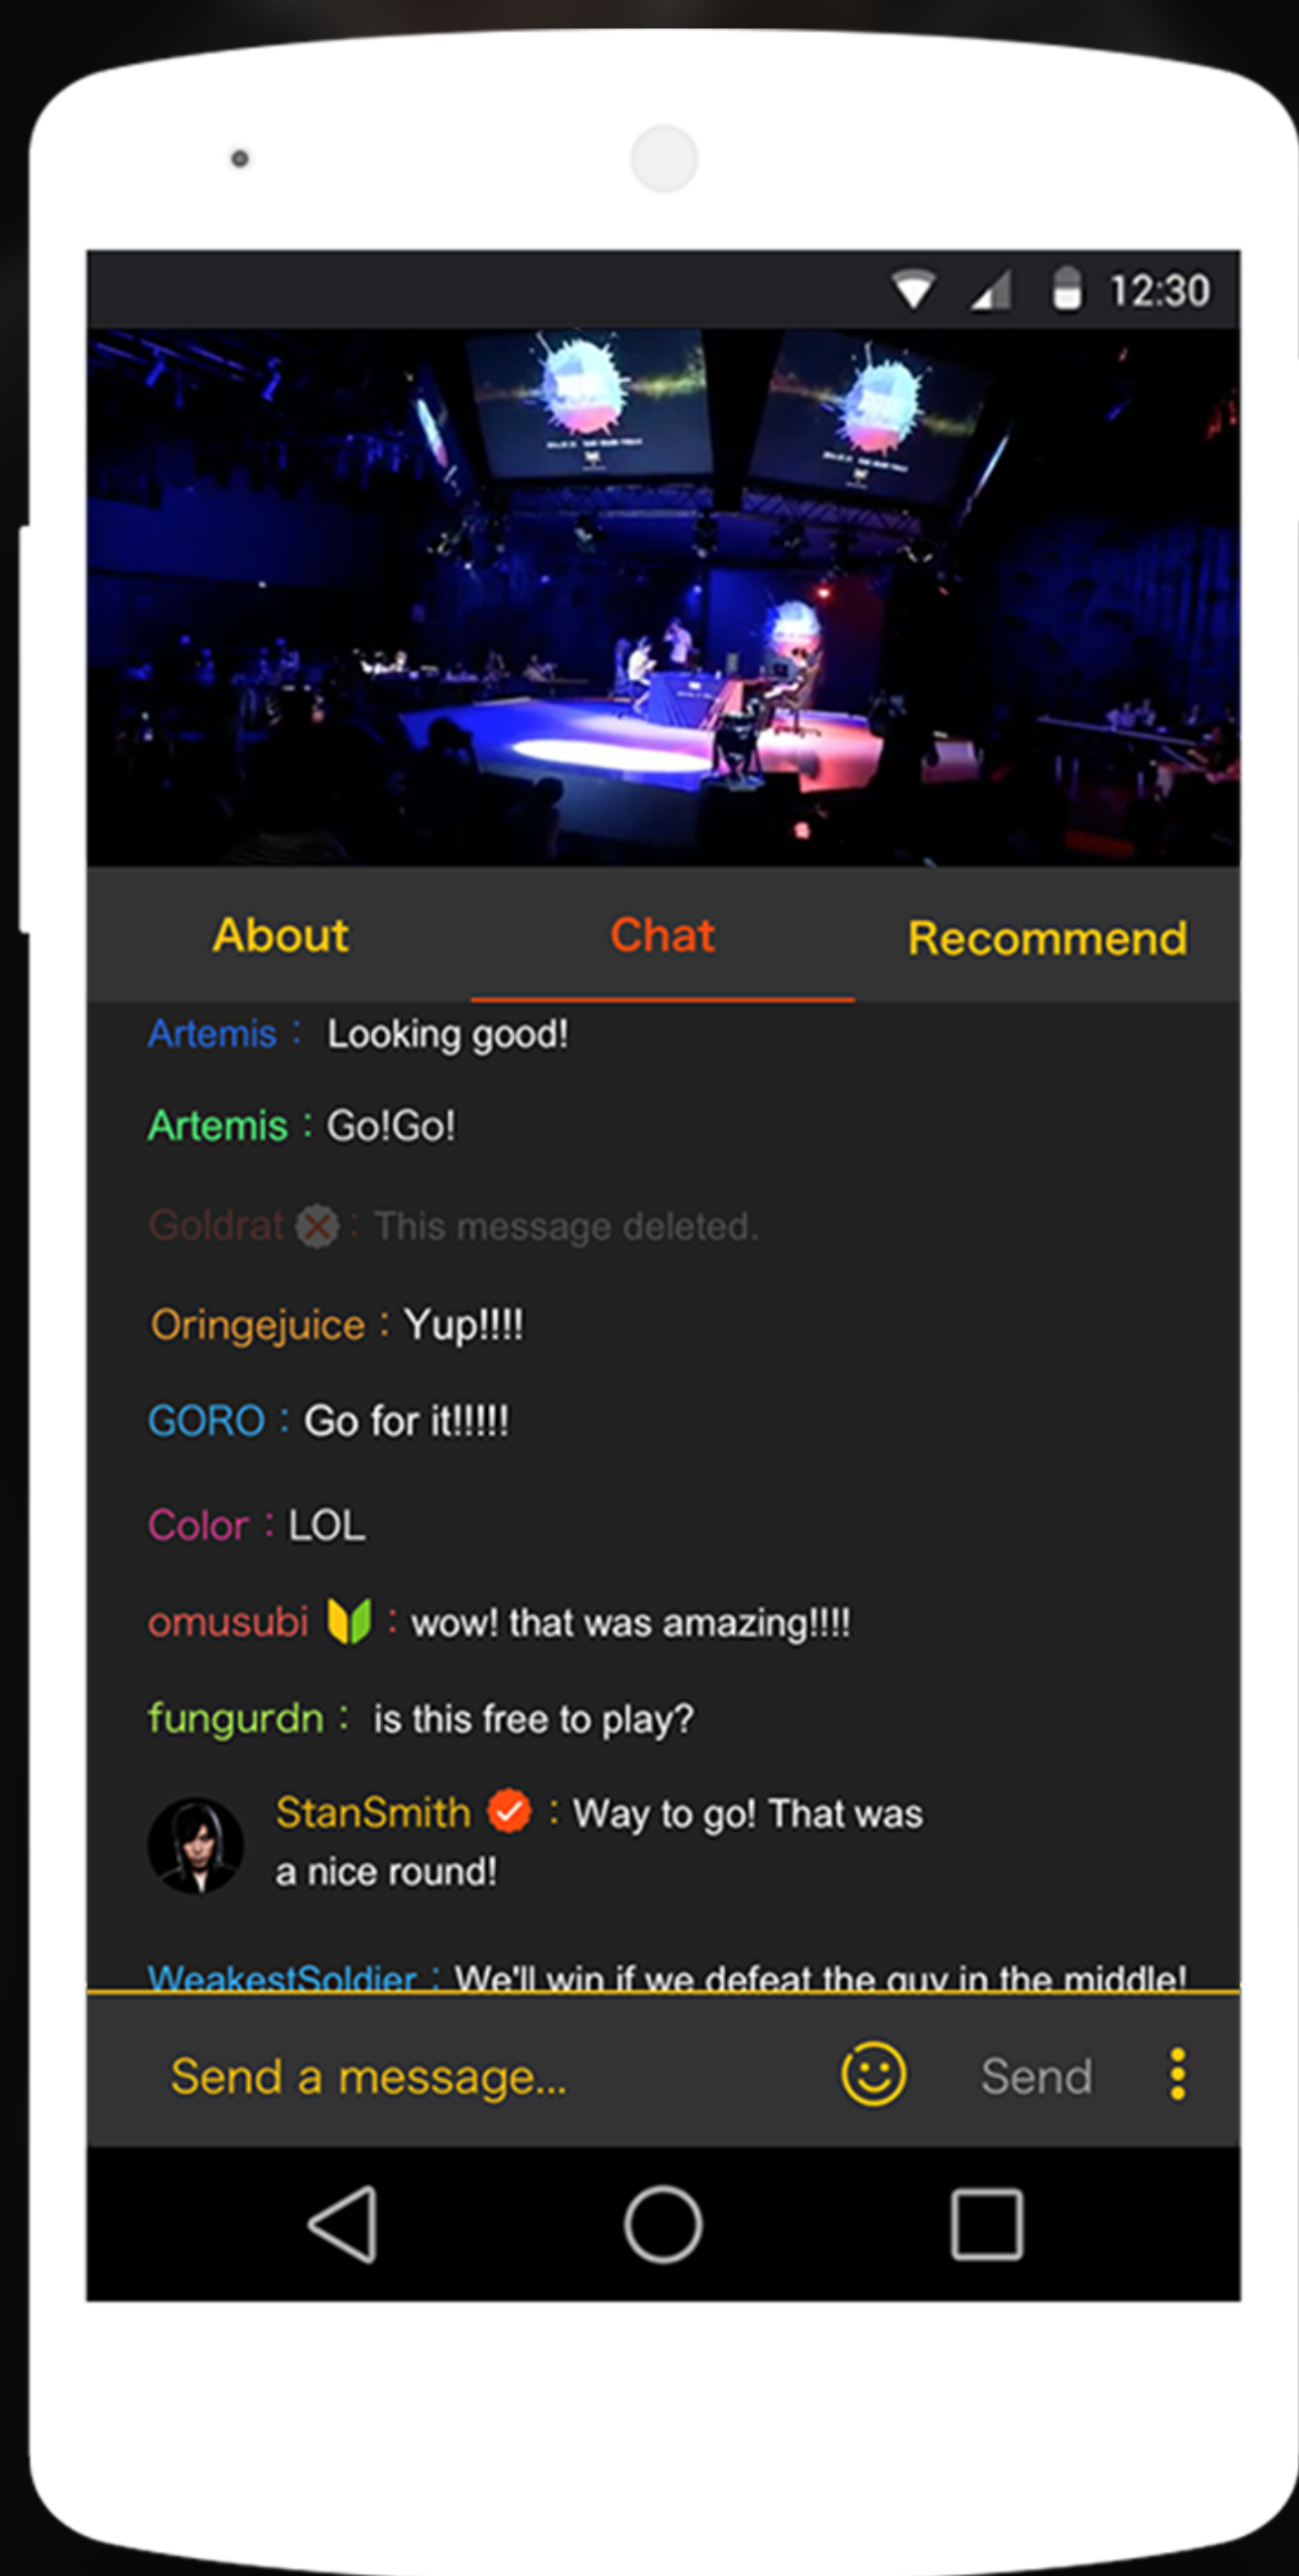 12:30
About Chat Recommend
Artemis : Looking good!
Artemis : Go!Go!
Goldrat : This message deleted.
Oringejuice : Yup!!!!
GORO : Go for it!!!!!
Color : LOL
omusubi : wow! that was amazing!!!!
fungurdn : is this free to play?
StanSmith : Way to go! That was
a nice round!
WeakestSoldier : We'll win if we defeat the guy in the middle!
Send a message... Send